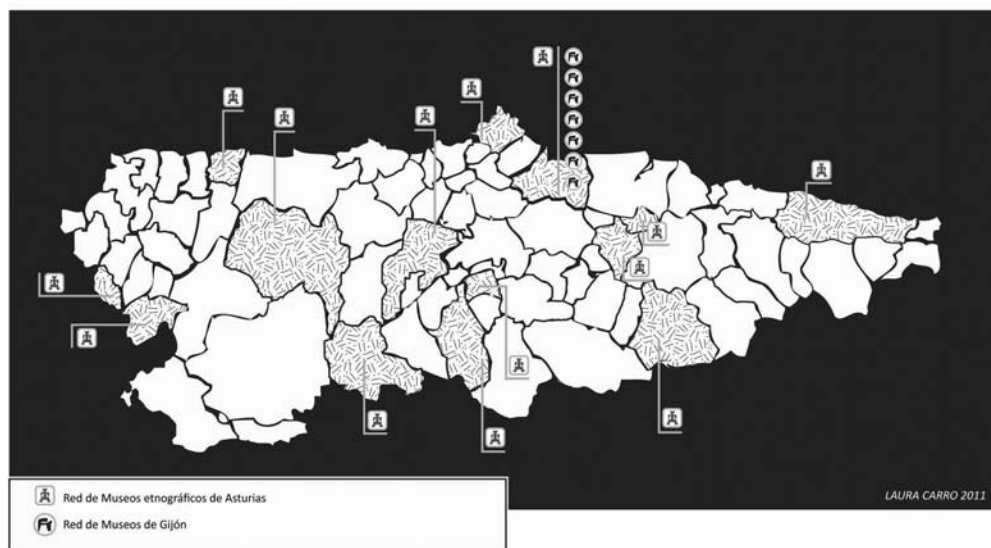 LAURA CARRO 2011
Red de Museos etnográficos de Asturias
Red de Museos de Gijón